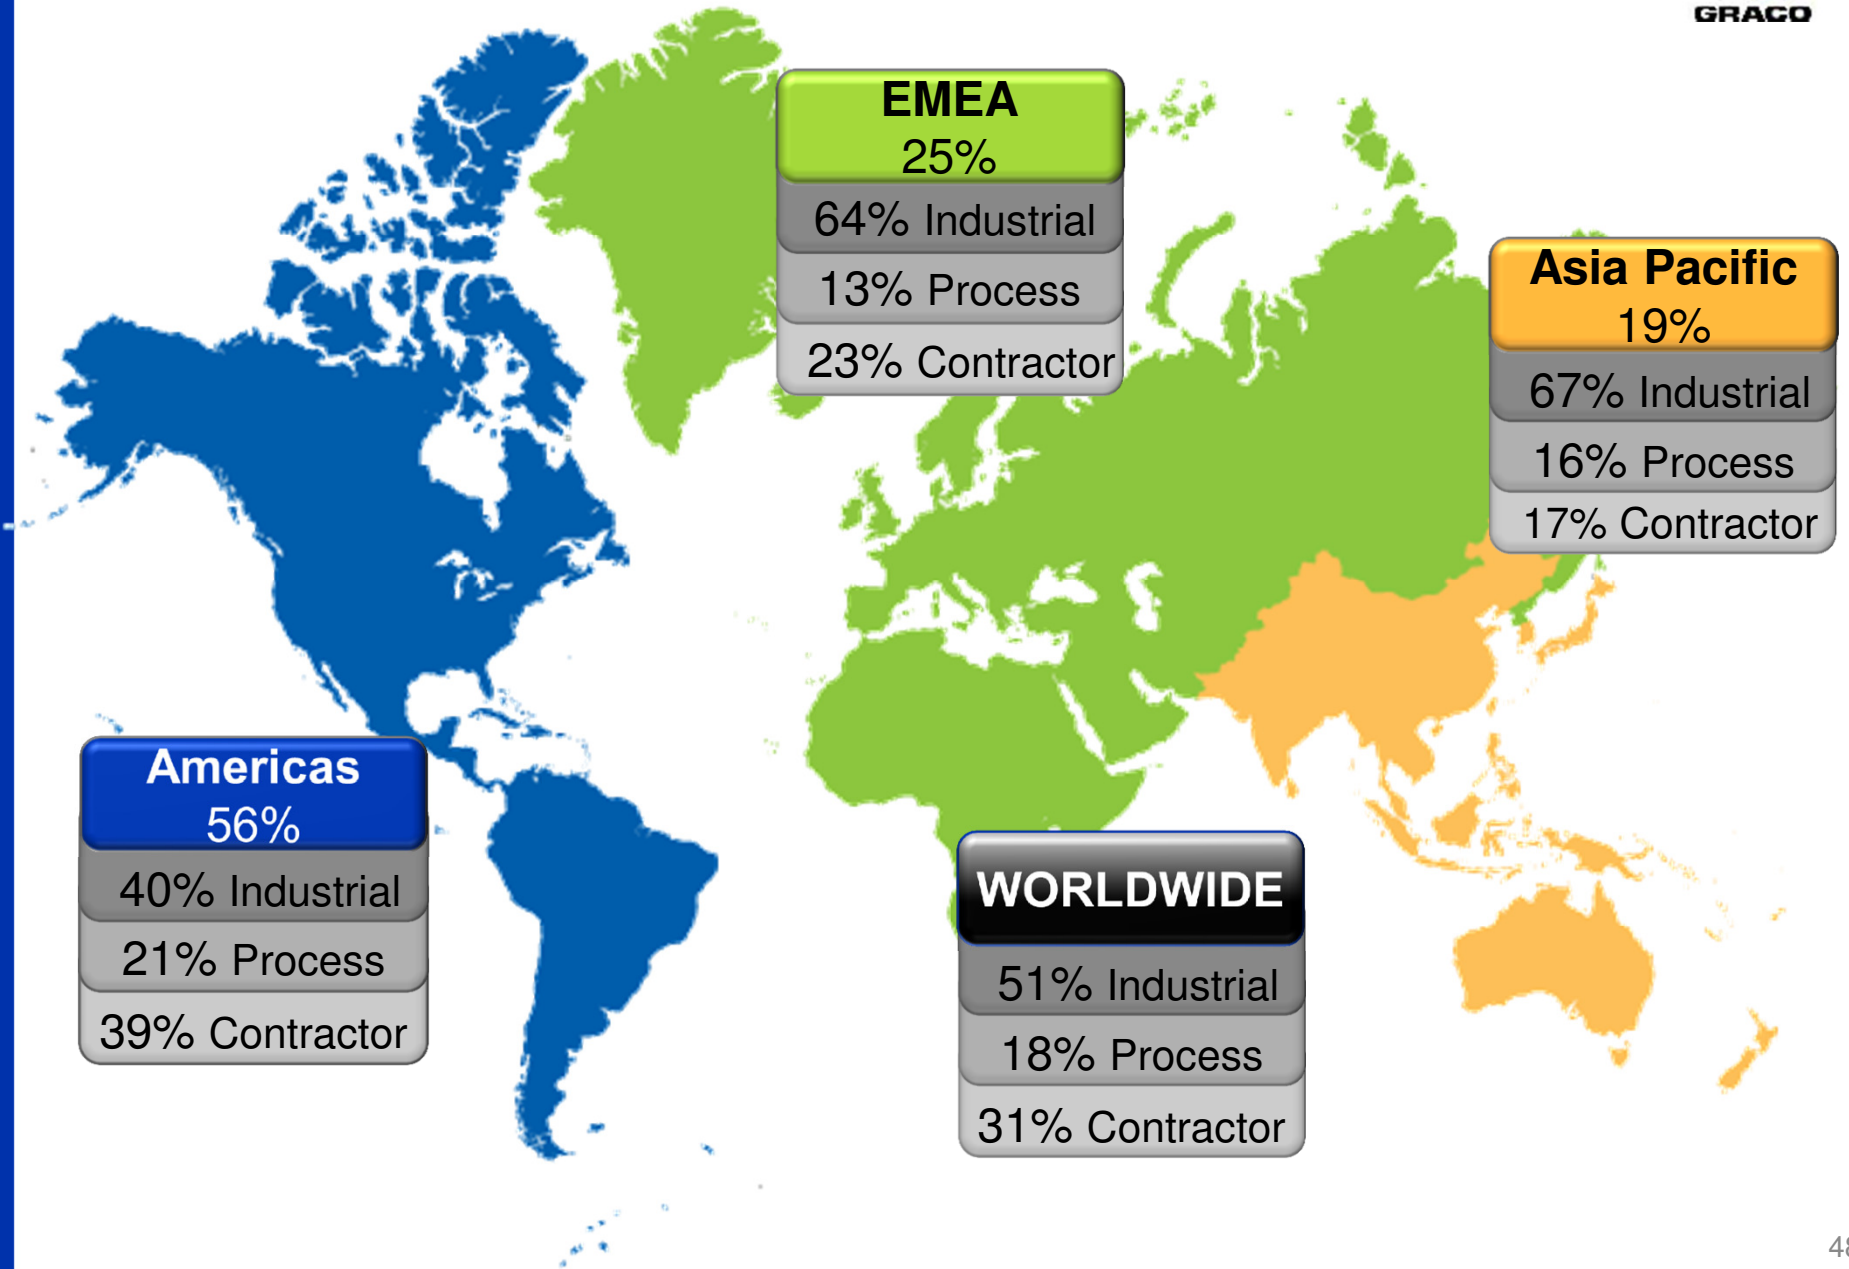 GRACO
EMEA
25%
64% Industrial
13% Process
23% Contractor
Asia Pacific
19%
67% Industrial
16% Process
17% Contractor
Americas
56%
40% Industrial
21% Process
39% Contractor
WORLDWIDE
51% Industrial
18% Process
31% Contractor